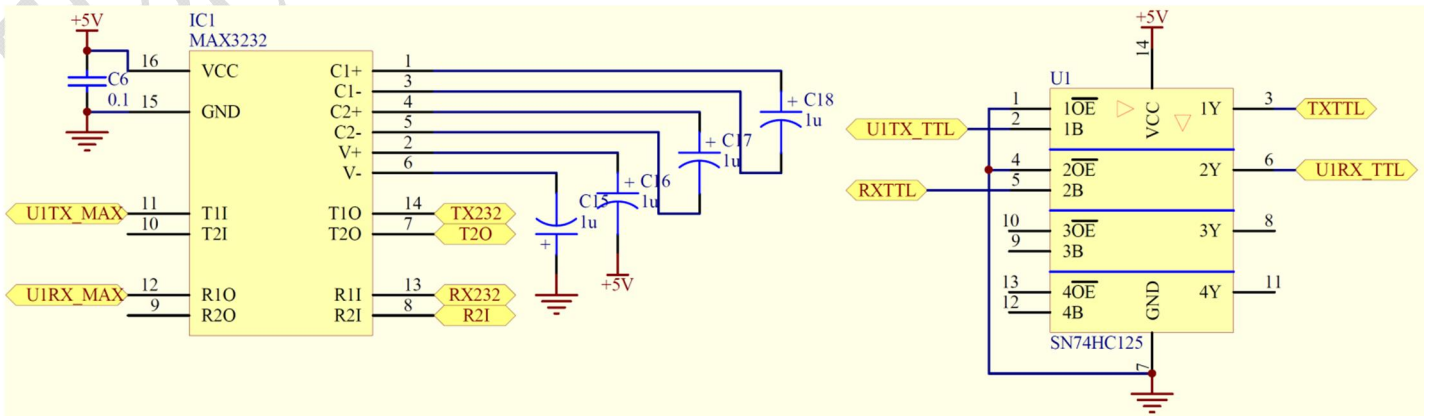 +5V
IC1
MAX3232
16 VCC
C6
0.1
15 GND
U1TX_MAX 11 T1I
10 T2I
U1RX_MAX 12 R1O
9 R2O
C1+ 1
C1- 3
C2+ 4
C2- 5
V+ 2
V- 6
T1O 14 TX232
T2O 7 T2O
R1I 13 RX232
R2I 8 R2I
+ C18
1u
+ C17
1u
+ C16
1u
C15
1u
+
+5V
+5V
14
U1
1 1OE
U1TX_TTL 2 1B
4 2OE
RXTTL 5 2B
10 3OE
9 3B
13 4OE
12 4B
VCC
GND
1Y 3 TXTTL
2Y 6 U1RX_TTL
3Y 8
4Y 11
SN74HC125
7